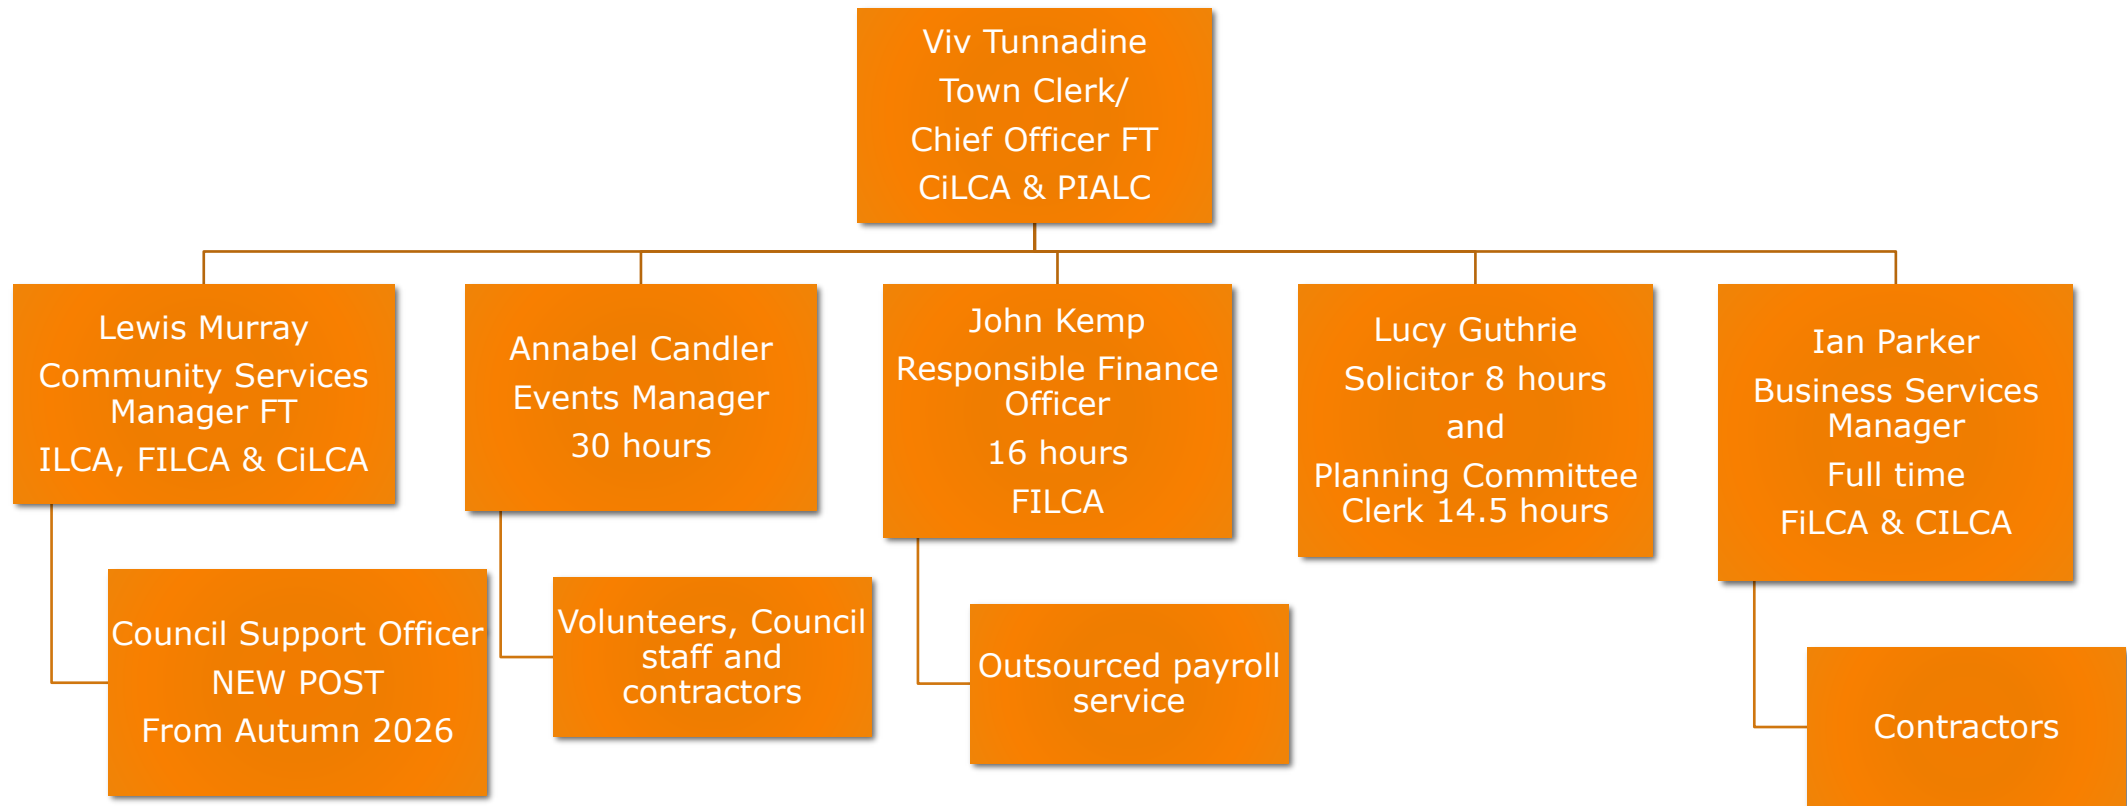 Viv Tunnadine
Town Clerk/
Chief Officer FT
CiLCA & PIALC
Lewis Murray
Community Services
Manager FT
ILCA, FILCA & CiLCA
Annabel Candler
Events Manager
30 hours
John Kemp
Responsible Finance
Officer
16 hours
FILCA
Lucy Guthrie
Solicitor 8 hours
and
Planning Committee
Clerk 14.5 hours
Ian Parker
Business Services
Manager
Full time
FiLCA & CILCA
Council Support Officer
NEW POST
From Autumn 2026
Volunteers, Council
staff and
contractors
Outsourced payroll
service
Contractors